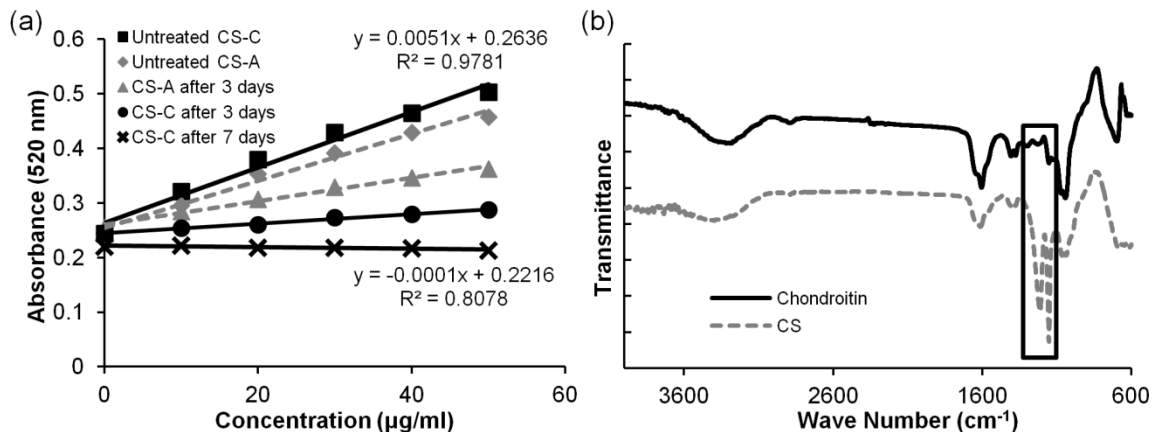 (a)
0.6
0.5
0.4
0.3
0.2
0.1
0
Absorbance (520 nm)
Untreated CS-C
Untreated CS-A
CS-A after 3 days
CS-C after 3 days
CS-C after 7 days
y = 0.0051x + 0.2636
R² = 0.9781
y = -0.0001x + 0.2216
R² = 0.8078
0 20 40 60
Concentration (µg/ml)
(b)
Transmittance
Chondroitin
CS
3600 2600 1600 600
Wave Number (cm⁻¹)